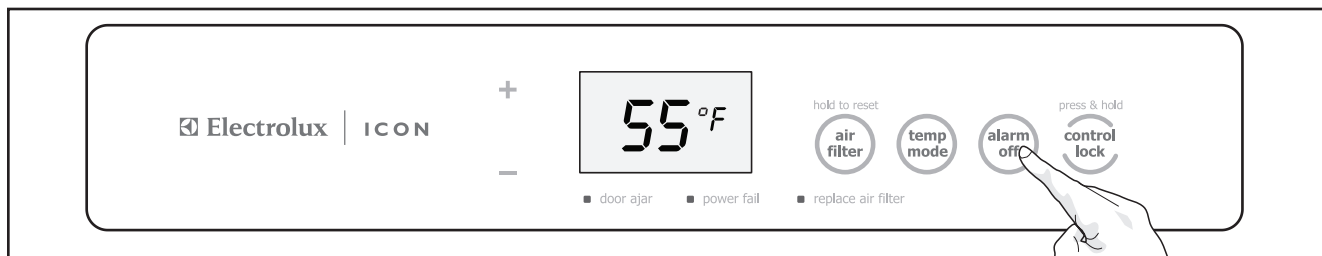 Electrolux ICON
+
−
55°F
door ajar power fail replace air filter
hold to reset
air
filter
temp
mode
alarm
off
press & hold
control
lock